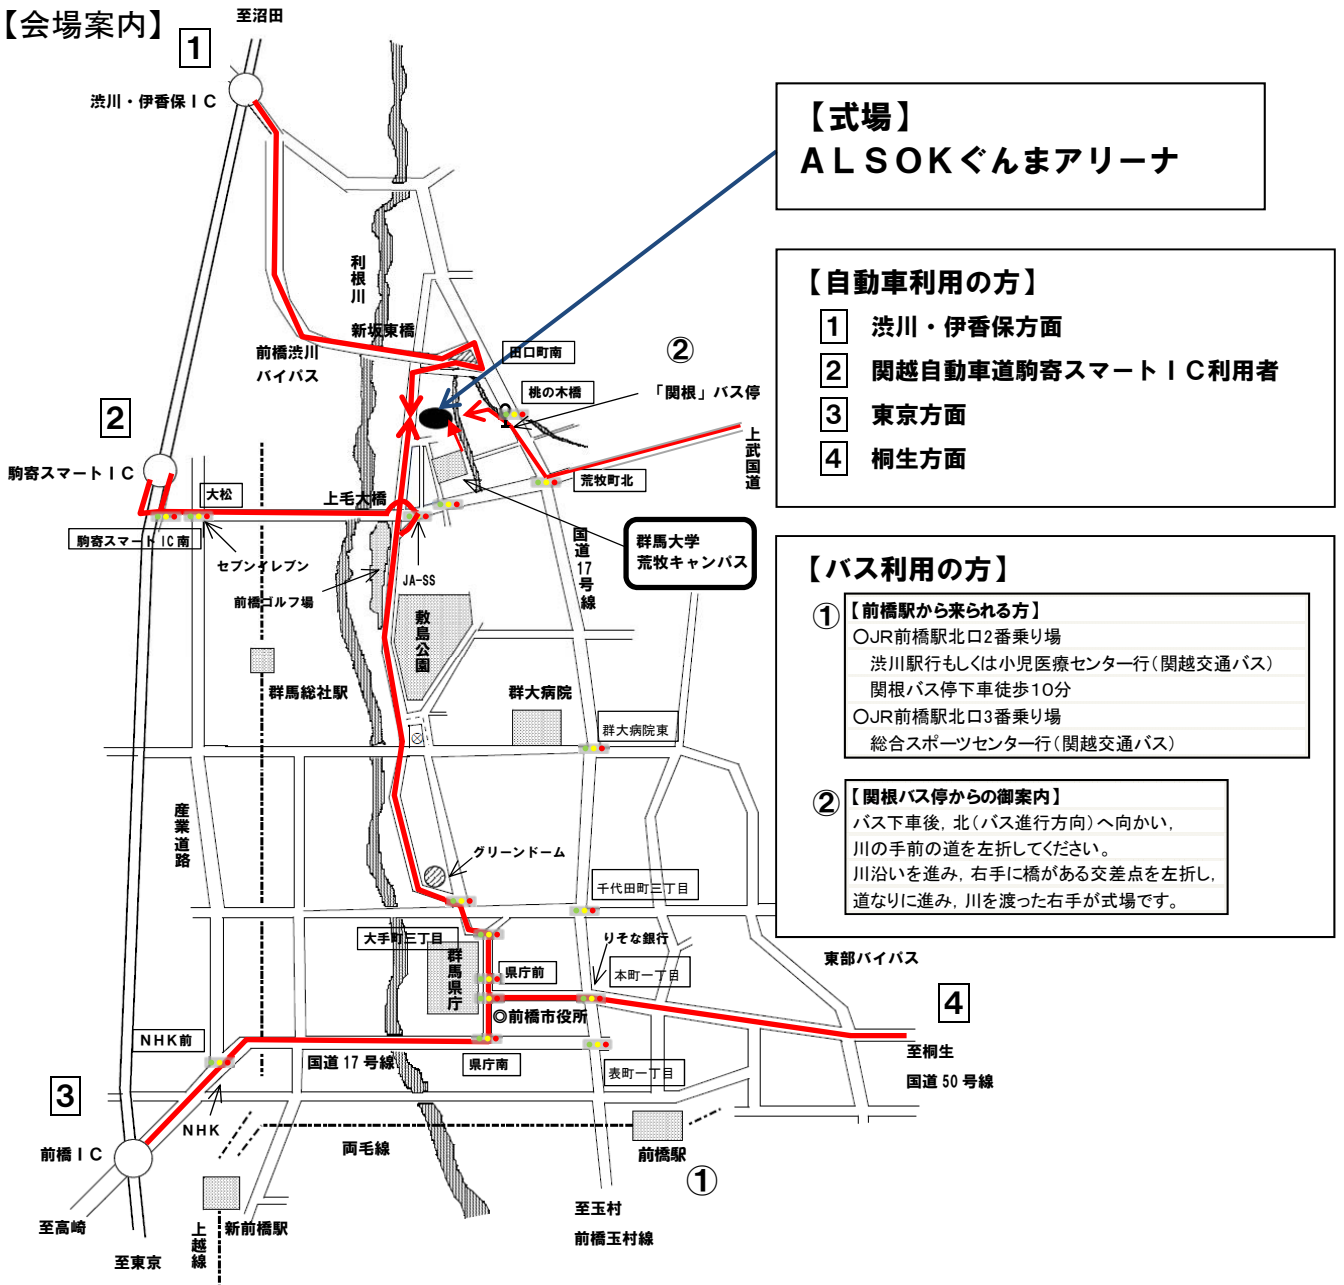 【会場案内】
至沼田
1
渋川・伊香保ＩＣ
【式場】
ＡＬＳＯＫぐんまアリーナ
利根川
新坂東橋
前橋渋川
バイパス
田口町南
②
桃の木橋
「関根」バス停
上武国道
【自動車利用の方】
1 渋川・伊香保方面
2 関越自動車道駒寄スマートＩＣ利用者
3 東京方面
4 桐生方面
2
駒寄スマートＩＣ
大松
上毛大橋
荒牧町北
駒寄スマートIC南
セブンイレブン
前橋ゴルフ場
JA-SS
国道17号線
群馬大学
荒牧キャンパス
敷島公園
群馬総社駅
群大病院
群大病院東
【バス利用の方】
①
【前橋駅から来られる方】
○JR前橋駅北口2番乗り場
渋川駅行もしくは小児医療センター行(関越交通バス)
関根バス停下車徒歩10分
○JR前橋駅北口3番乗り場
総合スポーツセンター行(関越交通バス)
②
【関根バス停からの御案内】
バス下車後，北(バス進行方向)へ向かい，
川の手前の道を左折してください。
川沿いを進み，右手に橋がある交差点を左折し，
道なりに進み，川を渡った右手が式場です。
産業道路
グリーンドーム
千代田町三丁目
大手町三丁目
りそな銀行
群馬県庁
県庁前
本町一丁目
東部バイパス
4
◎前橋市役所
NHK前
国道17号線
県庁南
表町一丁目
至桐生
国道50号線
3
NHK
両毛線
前橋駅
①
前橋ＩＣ
至高崎
至東京
上越線
新前橋駅
至玉村
前橋玉村線